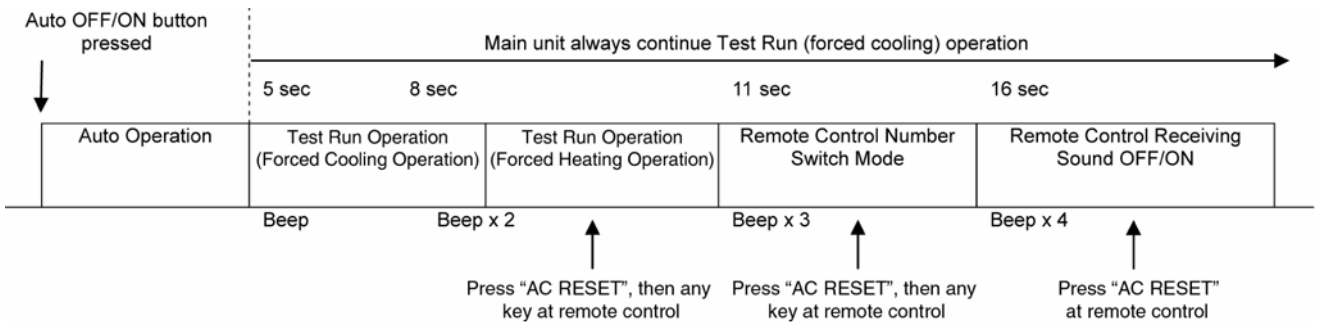 Auto OFF/ON button
pressed
Main unit always continue Test Run (forced cooling) operation
5 sec
8 sec
11 sec
16 sec
Auto Operation
Test Run Operation
(Forced Cooling Operation)
Test Run Operation
(Forced Heating Operation)
Remote Control Number
Switch Mode
Remote Control Receiving
Sound OFF/ON
Beep
Beep x 2
Beep x 3
Beep x 4
Press “AC RESET”, then any
key at remote control
Press “AC RESET”, then any
key at remote control
Press “AC RESET”
at remote control